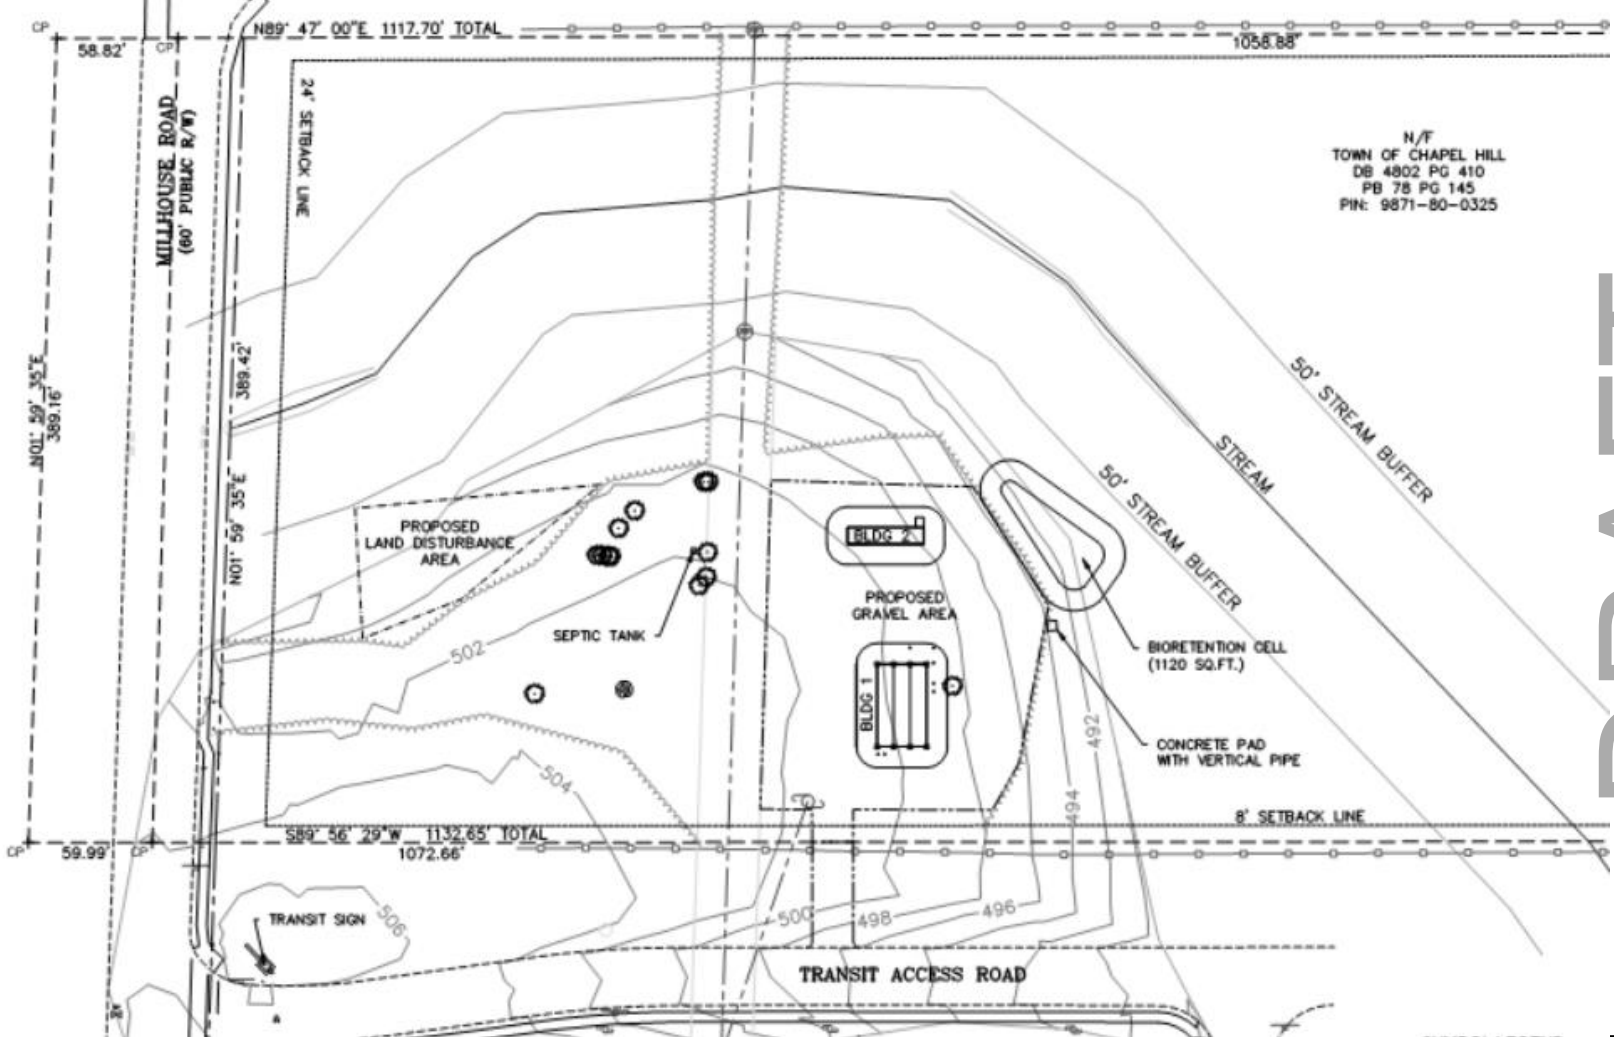 CP
58.82'
CP
N89° 47' 00"E 1117.70' TOTAL
1058.88'
24' SETBACK LINE
MILLHOUSE ROAD
(60' PUBLIC R/W)
N/F
TOWN OF CHAPEL HILL
DB 4802 PG 410
PB 78 PG 145
PIN: 9871-80-0325
N01° 59' 35"E
389.16'
389.42'
N01° 59' 35"E
50' STREAM BUFFER
STREAM
50' STREAM BUFFER
PROPOSED
LAND DISTURBANCE
AREA
BLDG 2
PROPOSED
GRAVEL AREA
SEPTIC TANK
502
BIORETENTION CELL
(1120 SQ.FT.)
BLDG 1
492
CONCRETE PAD
WITH VERTICAL PIPE
504
494
8' SETBACK LINE
S89° 56' 29"W 1132.65' TOTAL
CP
59.99'
CP
1072.66'
506
TRANSIT SIGN
500
498
496
TRANSIT ACCESS ROAD